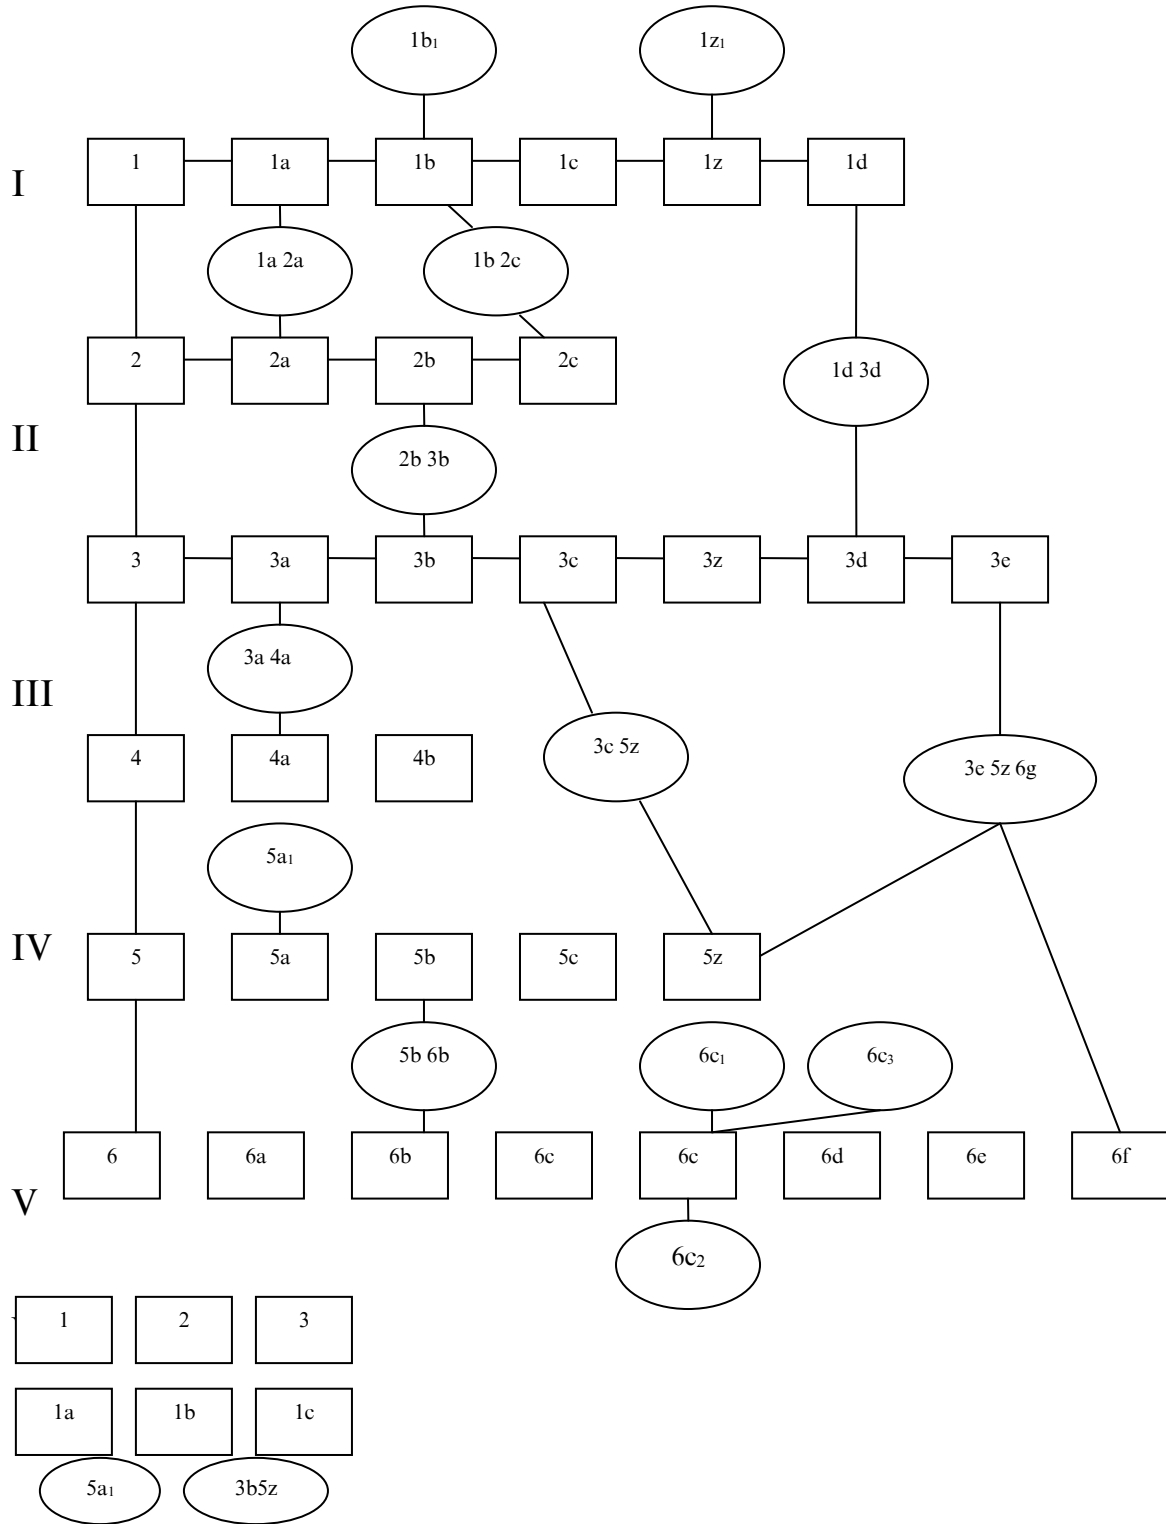 1b₁ 1z₁
1 1a 1b 1c 1z 1d
I
1a 2a 1b 2c
2 2a 2b 2c 1d 3d
II
2b 3b
3 3a 3b 3c 3z 3d 3e
3a 4a
III
4 4a 4b 3c 5z 3e 5z 6g
5a₁
IV
5 5a 5b 5c 5z
5b 6b 6c₁ 6c₃
6 6a 6b 6c 6c 6d 6e 6f
V
6c₂
1 2 3
1a 1b 1c
5a₁ 3b5z